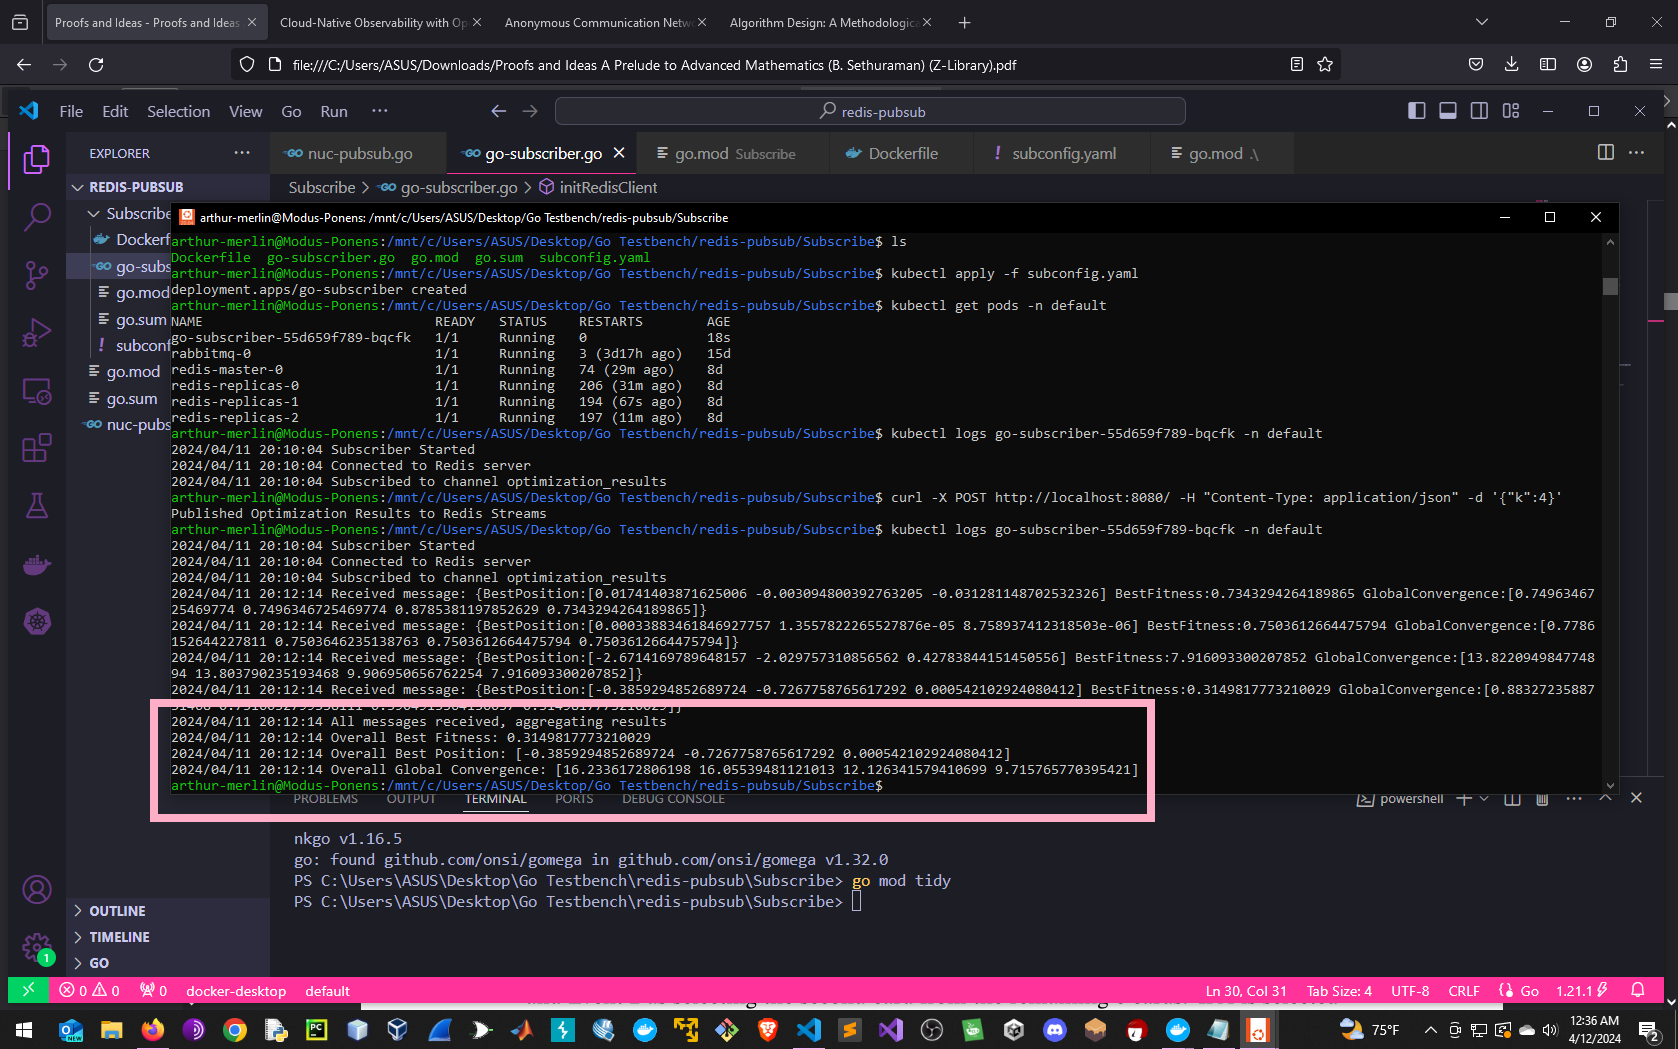 Proofs and Ideas - Proofs and Ideas
Cloud-Native Observability with Op
Anonymous Communication Netw
Algorithm Design: A Methodologica
file:///C:/Users/ASUS/Downloads/Proofs and Ideas A Prelude to Advanced Mathematics (B. Sethuraman) (Z-Library).pdf
File Edit Selection View Go Run ··· redis-pubsub
EXPLORER ···
nuc-pubsub.go
go-subscriber.go
go.mod Subscribe
Dockerfile
subconfig.yaml
go.mod .\
REDIS-PUBSUB
Subscribe > go-subscriber.go > initRedisClient
Subscribe
Dockerf
go-subs
go.mod
go.sum
subconf
go.mod
go.sum
nuc-pubs
arthur-merlin@Modus-Ponens: /mnt/c/Users/ASUS/Desktop/Go Testbench/redis-pubsub/Subscribe
arthur-merlin@Modus-Ponens:/mnt/c/Users/ASUS/Desktop/Go Testbench/redis-pubsub/Subscribe$ ls
Dockerfile go-subscriber.go go.mod go.sum subconfig.yaml
arthur-merlin@Modus-Ponens:/mnt/c/Users/ASUS/Desktop/Go Testbench/redis-pubsub/Subscribe$ kubectl apply -f subconfig.yaml
deployment.apps/go-subscriber created
arthur-merlin@Modus-Ponens:/mnt/c/Users/ASUS/Desktop/Go Testbench/redis-pubsub/Subscribe$ kubectl get pods -n default
NAME READY STATUS RESTARTS AGE
go-subscriber-55d659f789-bqcfk 1/1 Running 0 18s
rabbitmq-0 1/1 Running 3 (3d17h ago) 15d
redis-master-0 1/1 Running 74 (29m ago) 8d
redis-replicas-0 1/1 Running 206 (31m ago) 8d
redis-replicas-1 1/1 Running 194 (67s ago) 8d
redis-replicas-2 1/1 Running 197 (11m ago) 8d
arthur-merlin@Modus-Ponens:/mnt/c/Users/ASUS/Desktop/Go Testbench/redis-pubsub/Subscribe$ kubectl logs go-subscriber-55d659f789-bqcfk -n default
2024/04/11 20:10:04 Subscriber Started
2024/04/11 20:10:04 Connected to Redis server
2024/04/11 20:10:04 Subscribed to channel optimization_results
arthur-merlin@Modus-Ponens:/mnt/c/Users/ASUS/Desktop/Go Testbench/redis-pubsub/Subscribe$ curl -X POST http://localhost:8080/ -H "Content-Type: application/json" -d '{"k":4}'
Published Optimization Results to Redis Streams
arthur-merlin@Modus-Ponens:/mnt/c/Users/ASUS/Desktop/Go Testbench/redis-pubsub/Subscribe$ kubectl logs go-subscriber-55d659f789-bqcfk -n default
2024/04/11 20:10:04 Subscriber Started
2024/04/11 20:10:04 Connected to Redis server
2024/04/11 20:10:04 Subscribed to channel optimization_results
2024/04/11 20:12:14 Received message: {BestPosition:[0.01741403871625006 -0.003094800392763205 -0.031281148702532326] BestFitness:0.7343294264189865 GlobalConvergence:[0.74963467
25469774 0.7496346725469774 0.8785381197852629 0.7343294264189865]}
2024/04/11 20:12:14 Received message: {BestPosition:[0.00033883461846927757 1.3557822265527876e-05 8.758937412318503e-06] BestFitness:0.7503612664475794 GlobalConvergence:[0.7786
152644227811 0.7503646235138763 0.7503612664475794 0.7503612664475794]}
2024/04/11 20:12:14 Received message: {BestPosition:[-2.6714169789648157 -2.029757310856562 0.42783844151450556] BestFitness:7.916093300207852 GlobalConvergence:[13.8220949847748
94 13.803790235193468 9.906950656762254 7.916093300207852]}
2024/04/11 20:12:14 Received message: {BestPosition:[-0.3859294852689724 -0.7267758765617292 0.000542102924080412] BestFitness:0.3149817773210029 GlobalConvergence:[0.88327235887
2024/04/11 20:12:14 All messages received, aggregating results
2024/04/11 20:12:14 Overall Best Fitness: 0.3149817773210029
2024/04/11 20:12:14 Overall Best Position: [-0.3859294852689724 -0.7267758765617292 0.000542102924080412]
2024/04/11 20:12:14 Overall Global Convergence: [16.2336172806198 16.05539481121013 12.126341579410699 9.715765770395421]
arthur-merlin@Modus-Ponens:/mnt/c/Users/ASUS/Desktop/Go Testbench/redis-pubsub/Subscribe$
PROBLEMS OUTPUT TERMINAL PORTS DEBUG CONSOLE powershell
nkgo v1.16.5
go: found github.com/onsi/gomega in github.com/onsi/gomega v1.32.0
PS C:\Users\ASUS\Desktop\Go Testbench\redis-pubsub\Subscribe> go mod tidy
PS C:\Users\ASUS\Desktop\Go Testbench\redis-pubsub\Subscribe>
OUTLINE
TIMELINE
GO
1
0 0 0 docker-desktop default Ln 30, Col 31 Tab Size: 4 UTF-8 CRLF Go 1.21.1
75°F
12:36 AM
4/12/2024
2